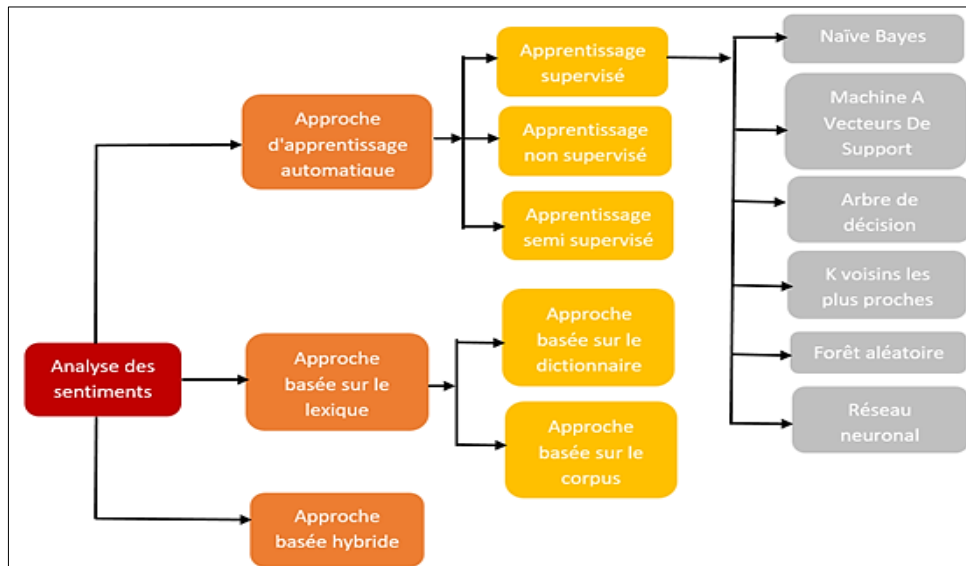 Analyse des
sentiments
Approche
d'apprentissage
automatique
Approche
basée sur le
lexique
Approche
basée hybride
Apprentissage
supervisé
Apprentissage
non supervisé
Apprentissage
semi supervisé
Approche
basée sur le
dictionnaire
Approche
basée sur le
corpus
Naïve Bayes
Machine A
Vecteurs De
Support
Arbre de
décision
K voisins les
plus proches
Forêt aléatoire
Réseau
neuronal